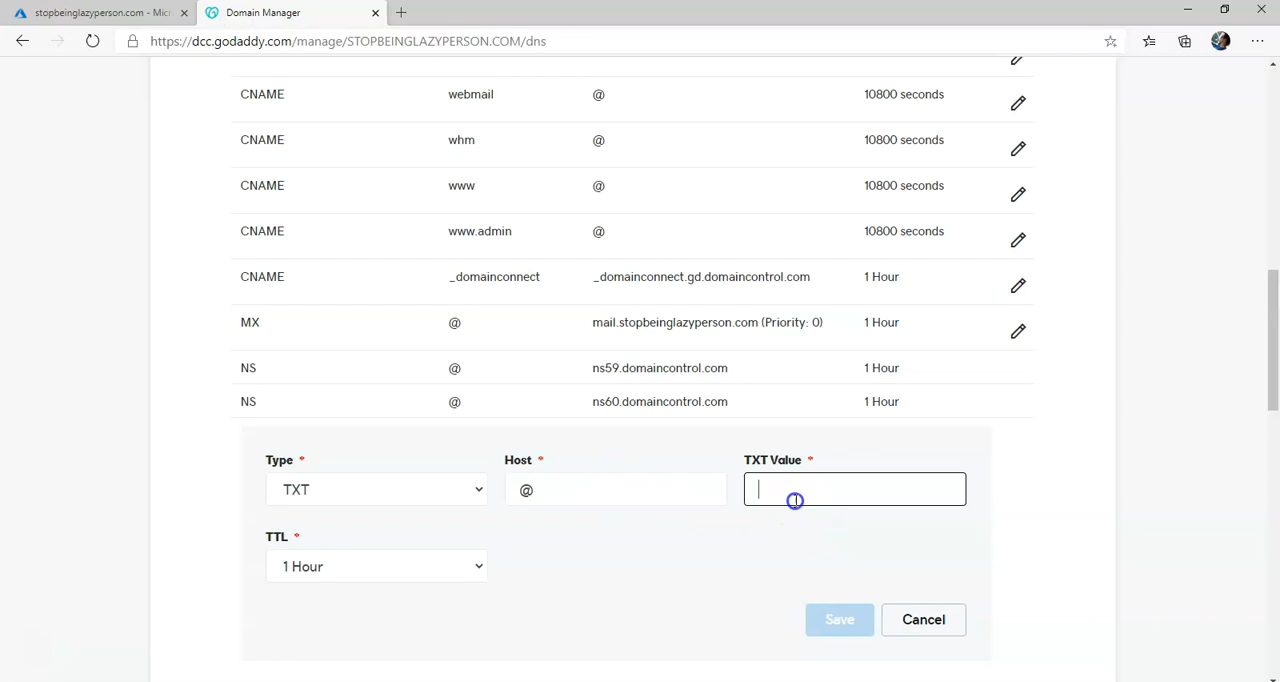 stopbeinglazyperson.com - Mic
Domain Manager
https://dcc.godaddy.com/manage/STOPBEINGLAZYPERSON.COM/dns
CNAME webmail @ 10800 seconds
CNAME whm @ 10800 seconds
CNAME www @ 10800 seconds
CNAME www.admin @ 10800 seconds
CNAME _domainconnect _domainconnect.gd.domaincontrol.com 1 Hour
MX @ mail.stopbeinglazyperson.com (Priority: 0) 1 Hour
NS @ ns59.domaincontrol.com 1 Hour
NS @ ns60.domaincontrol.com 1 Hour
Type * Host * TXT Value *
TXT @
TTL *
1 Hour
Save Cancel